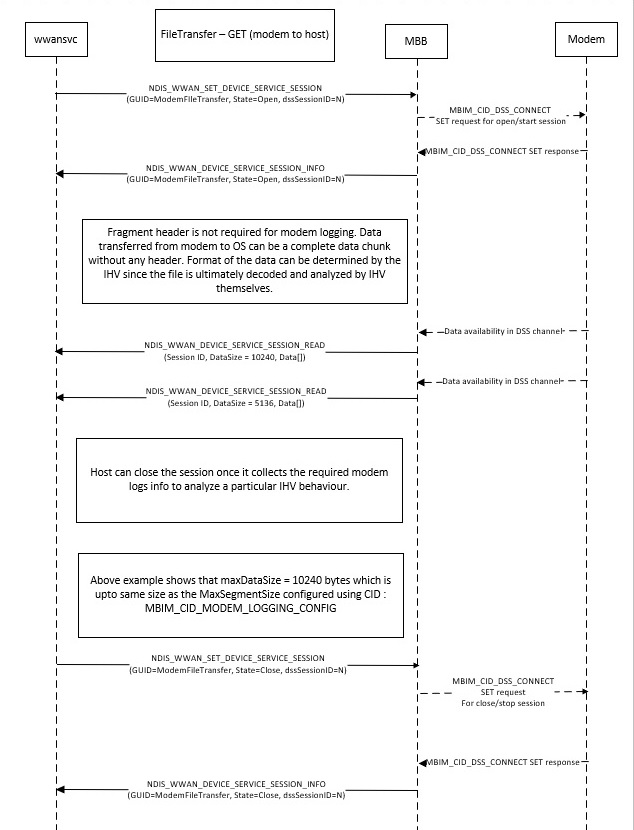 FileTransfer – GET (modem to host)
wwansvc
MBB
Modem
NDIS_WWAN_SET_DEVICE_SERVICE_SESSION
(GUID=ModemFIleTransfer, State=Open, dssSessionID=N)
MBIM_CID_DSS_CONNECT
SET request for open/start session
MBIM_CID_DSS_CONNECT SET response
NDIS_WWAN_DEVICE_SERVICE_SESSION_INFO
(GUID=ModemFileTransfer, State=Open, dssSessionID=N)
Fragment header is not required for modem logging. Data
transferred from modem to OS can be a complete data chunk
without any header. Format of the data can be determined by the
IHV since the file is ultimately decoded and analyzed by IHV
themselves.
Data availability in DSS channel
NDIS_WWAN_DEVICE_SERVICE_SESSION_READ
(Session ID, DataSize = 10240, Data[])
Data availability in DSS channel
NDIS_WWAN_DEVICE_SERVICE_SESSION_READ
(Session ID, DataSize = 5136, Data[])
Host can close the session once it collects the required modem
logs info to analyze a particular IHV behaviour.
Above example shows that maxDataSize = 10240 bytes which is
upto same size as the MaxSegmentSize configured using CID :
MBIM_CID_MODEM_LOGGING_CONFIG
NDIS_WWAN_SET_DEVICE_SERVICE_SESSION
(GUID=ModemFileTransfer, State=Close, dssSessionID=N)
MBIM_CID_DSS_CONNECT
SET request
For close/stop session
MBIM_CID_DSS_CONNECT SET response
NDIS_WWAN_DEVICE_SERVICE_SESSION_INFO
(GUID=ModemFileTransfer, State=Close, dssSessionID=N)